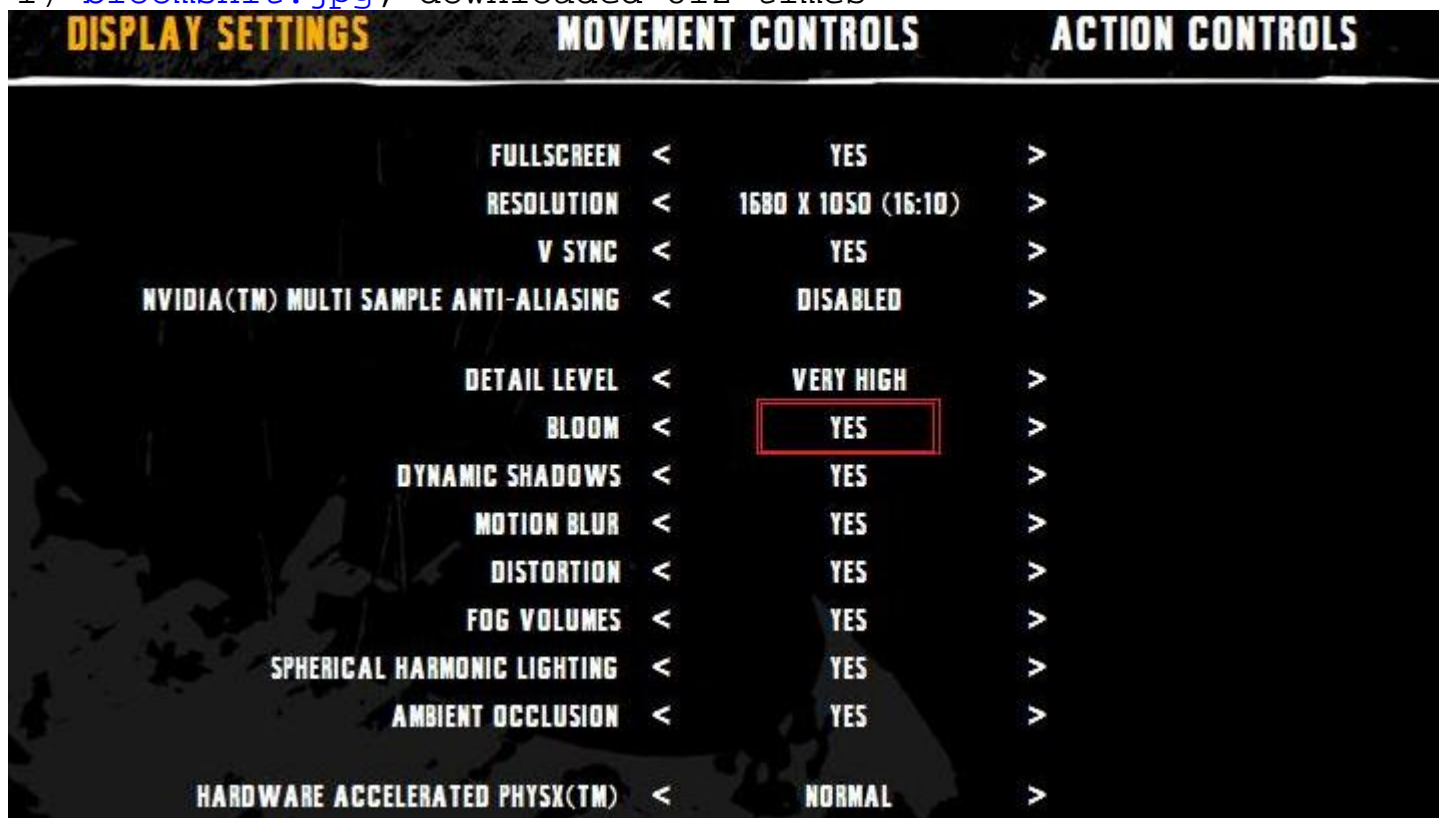 DISPLAY SETTINGS MOVEMENT CONTROLS ACTION CONTROLS
FULLSCREEN < YES >
RESOLUTION < 1680 X 1050 (16:10) >
V SYNC < YES >
NVIDIA(TM) MULTI SAMPLE ANTI-ALIASING < DISABLED >
DETAIL LEVEL < VERY HIGH >
BLOOM < YES >
DYNAMIC SHADOWS < YES >
MOTION BLUR < YES >
DISTORTION < YES >
FOG VOLUMES < YES >
SPHERICAL HARMONIC LIGHTING < YES >
AMBIENT OCCLUSION < YES >
HARDWARE ACCELERATED PHYSX(TM) < NORMAL >